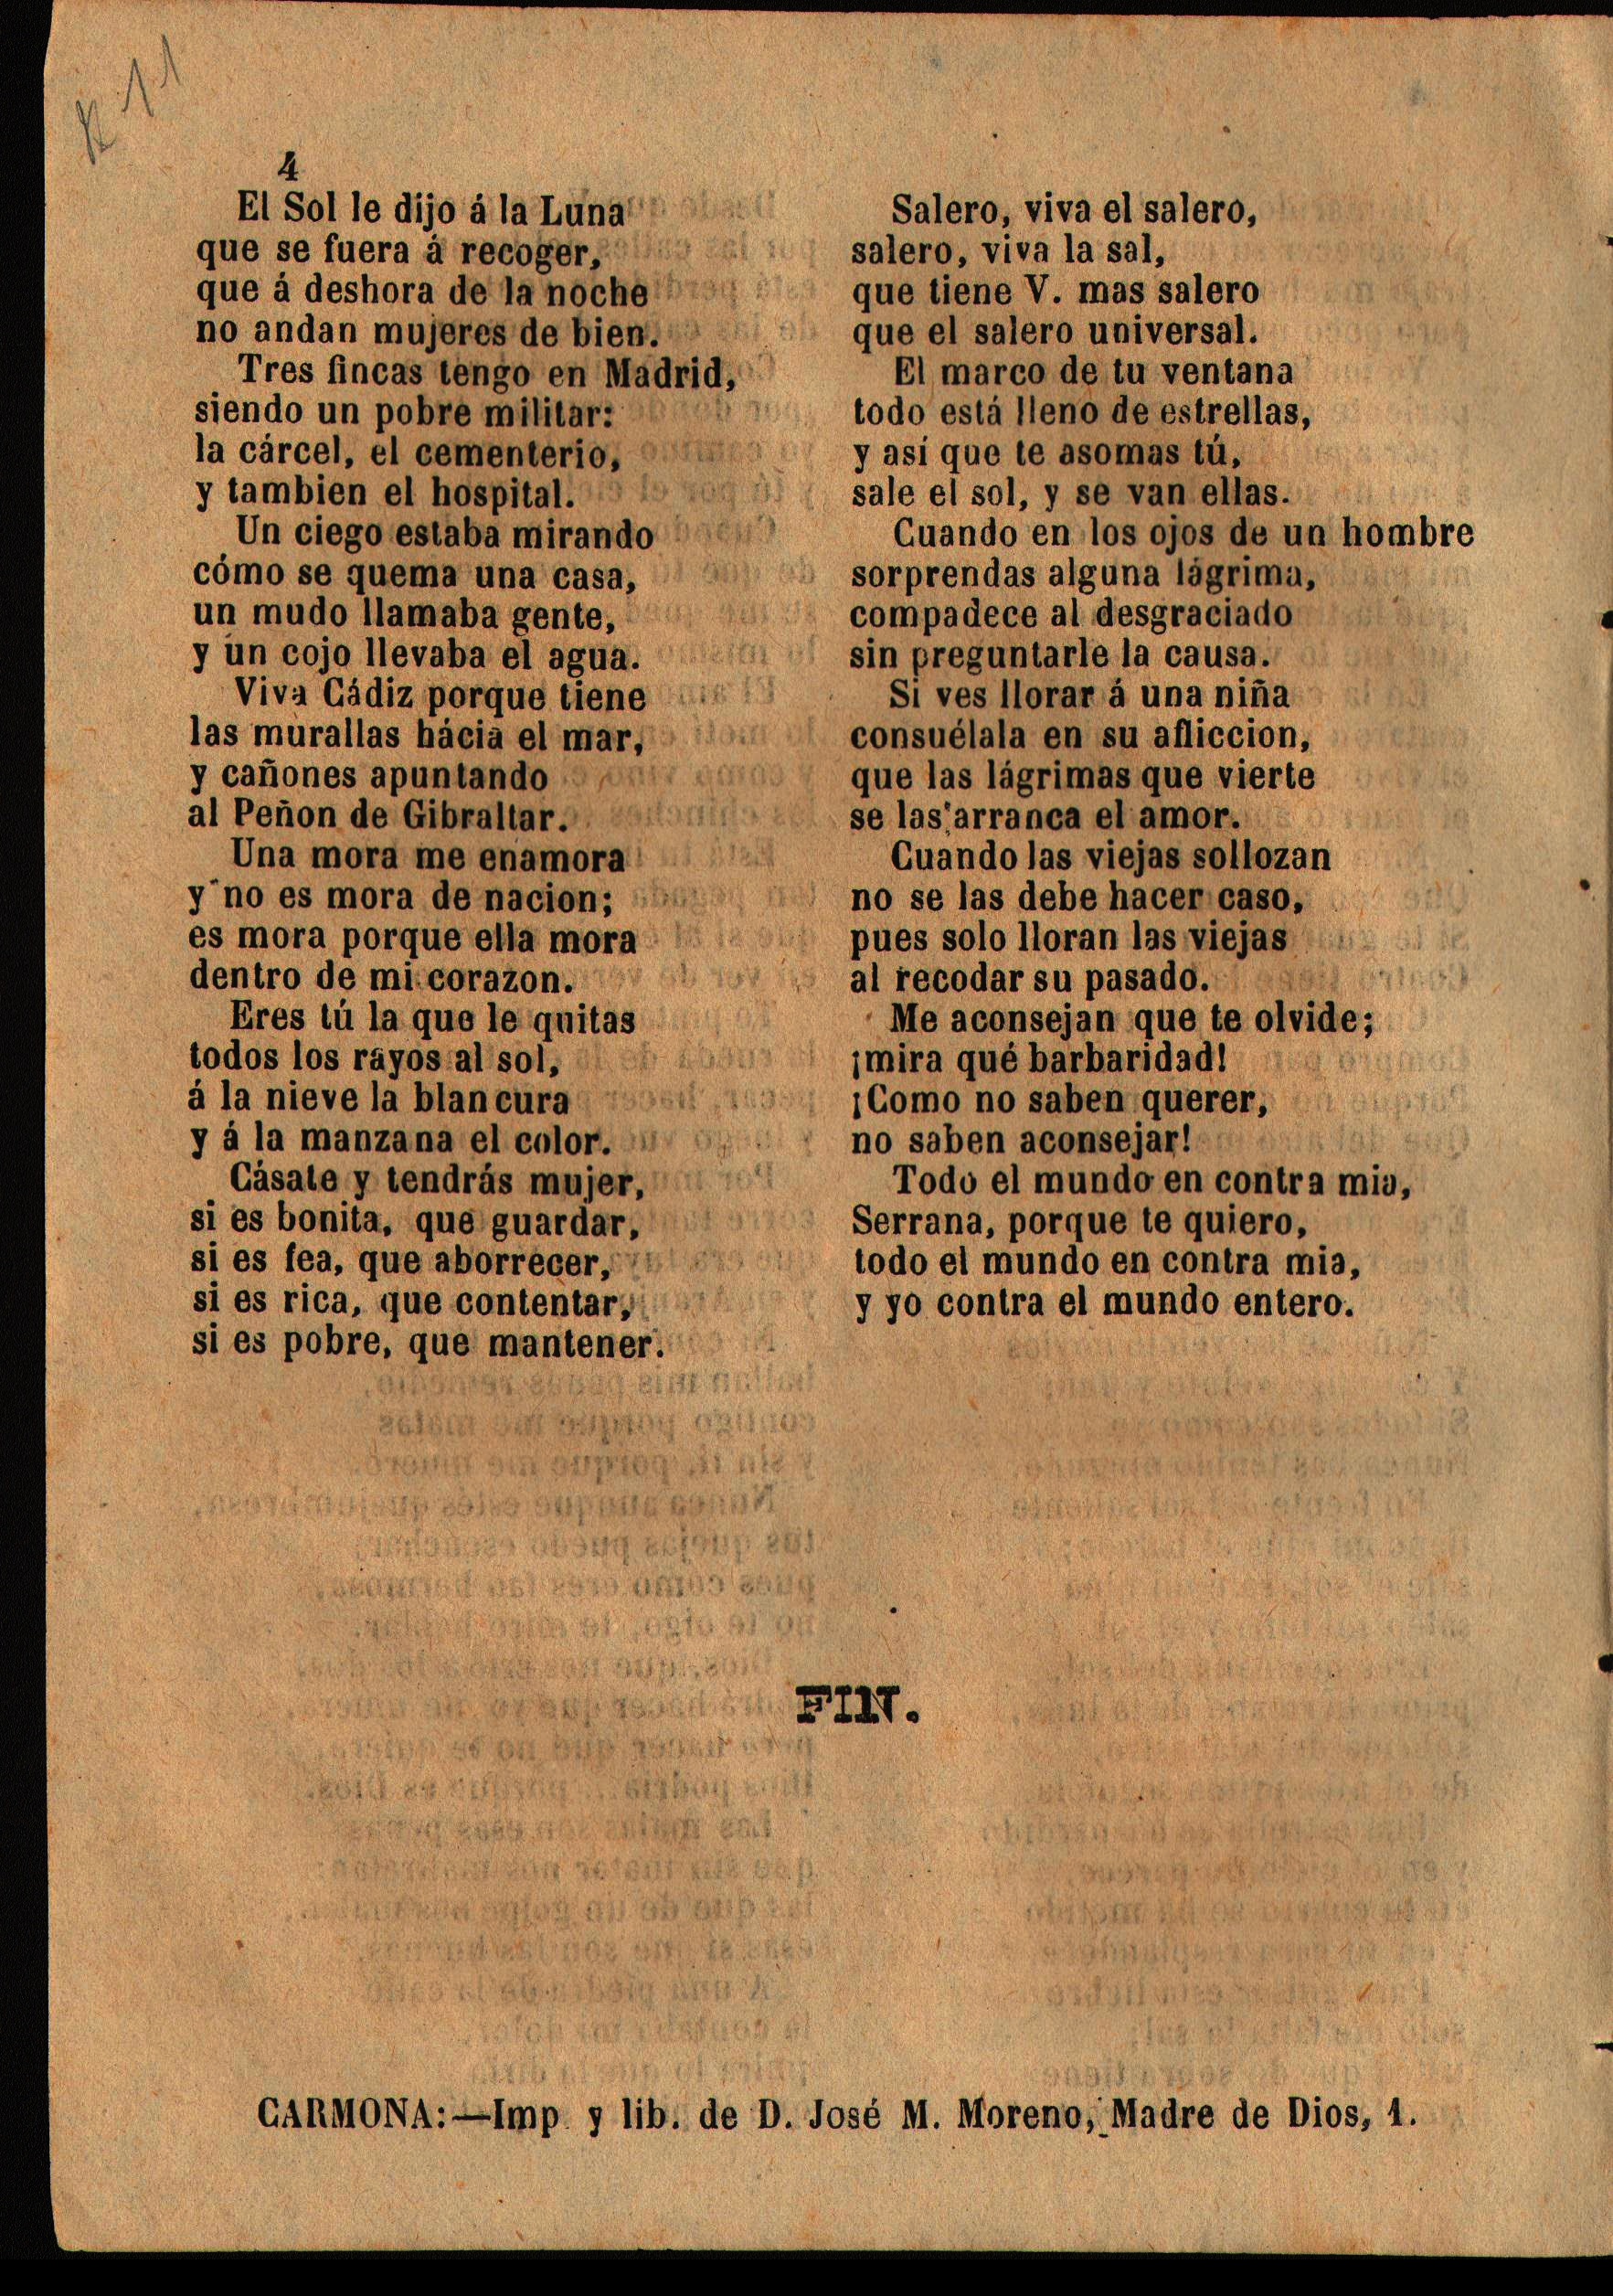 4
El Sol le dijo á la Luna
que se fuera á recoger,
que á deshora de la noche
no andan mujeres de bien.
Tres fincas tengo en Madrid,
siendo un pobre militar:
la cárcel, el cementerio,
y tambien el hospital.
Un ciego estaba mirando
cómo se quema una casa,
un mudo llamaba gente,
y un cojo llevaba el agua.
Viva Cádiz porque tiene
las murallas hácia el mar,
y cañones apuntando
al Peñon de Gibraltar.
Una mora me enamora
y no es mora de nacion;
es mora porque ella mora
dentro de mi corazon.
Eres tú la que le quitas
todos los rayos al sol,
á la nieve la blancura
y á la manzana el color.
Cásate y tendrás mujer,
si es bonita, que guardar,
si es fea, que aborrecer,
si es rica, que contentar,
si es pobre, que mantener.
Salero, viva el salero,
salero, viva la sal,
que tiene V. mas salero
que el salero universal.
El marco de tu ventana
todo está lleno de estrellas,
y así que te asomas tú,
sale el sol, y se van ellas.
Cuando en los ojos de un hombre
sorprendas alguna lágrima,
compadece al desgraciado
sin preguntarle la causa.
Si ves llorar á una niña
consuélala en su afliccion,
que las lágrimas que vierte
se las arranca el amor.
Cuando las viejas sollozan
no se las debe hacer caso,
pues solo lloran las viejas
al recodar su pasado.
Me aconsejan que te olvide;
¡mira qué barbaridad!
¡Como no saben querer,
no saben aconsejar!
Todo el mundo en contra mia,
Serrana, porque te quiero,
todo el mundo en contra mia,
y yo contra el mundo entero.
FIN.
CARMONA:—Imp. y lib. de D. José M. Moreno, Madre de Dios, 1.